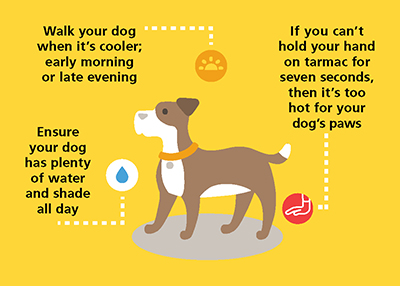 Walk your dog
when it's cooler;
early morning
or late evening
If you can't
hold your hand
on tarmac for
seven seconds,
then it's too
hot for your
dog's paws
Ensure
your dog
has plenty
of water
and shade
all day